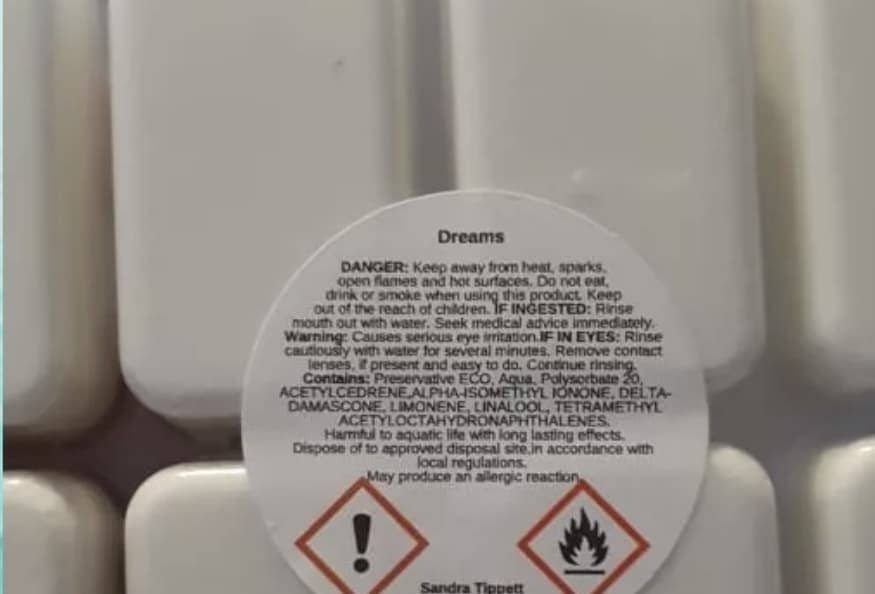 Dreams
DANGER: Keep away from heat, sparks,
open flames and hot surfaces. Do not eat,
drink or smoke when using this product. Keep
out of the reach of children. IF INGESTED: Rinse
mouth out with water. Seek medical advice immediately.
Warning: Causes serious eye irritation.IF IN EYES: Rinse
cautiously with water for several minutes. Remove contact
lenses, if present and easy to do. Continue rinsing.
Contains: Preservative ECO, Aqua, Polysorbate 20,
ACETYLCEDRENE,ALPHA-ISOMETHYL IONONE, DELTA-
DAMASCONE, LIMONENE, LINALOOL, TETRAMETHYL
ACETYLOCTAHYDRONAPHTHALENES.
Harmful to aquatic life with long lasting effects.
Dispose of to approved disposal site,in accordance with
local regulations.
May produce an allergic reaction.
Sandra Tippett